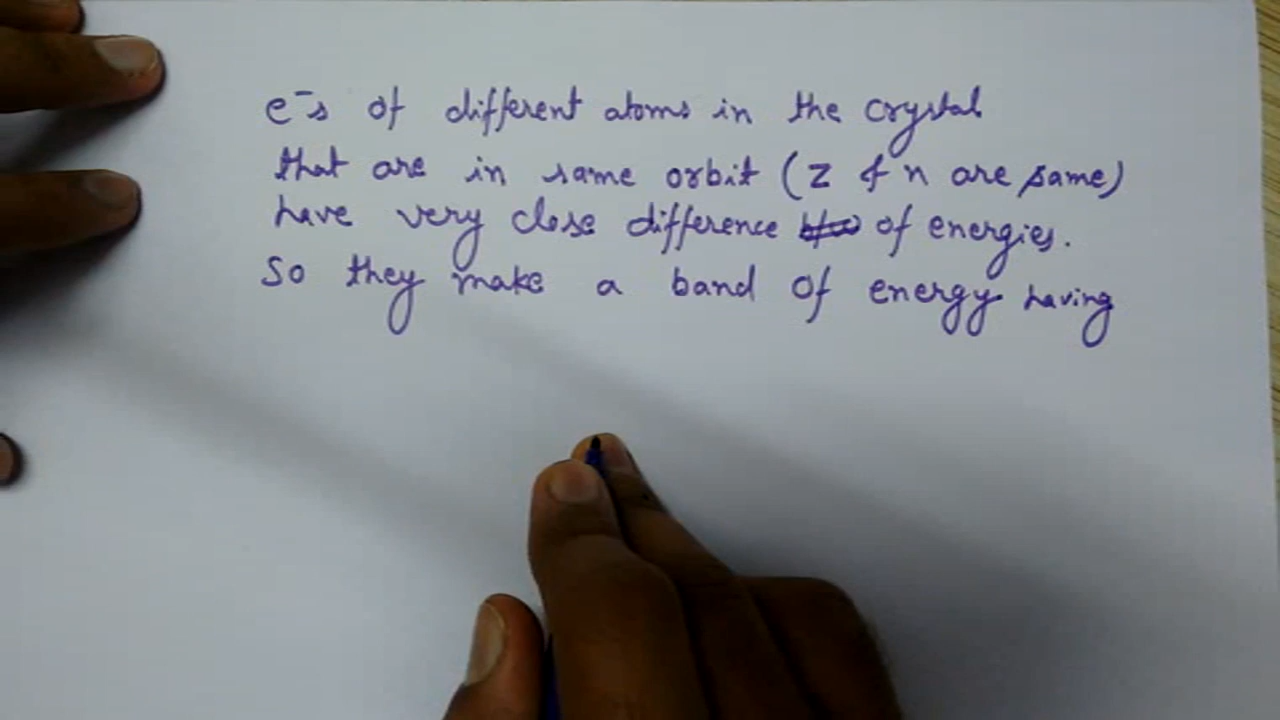 e⁻s of different atoms in the crystal
that are in same orbit (Z & n are same)
have very close difference of energies.
So they make a band of energy having